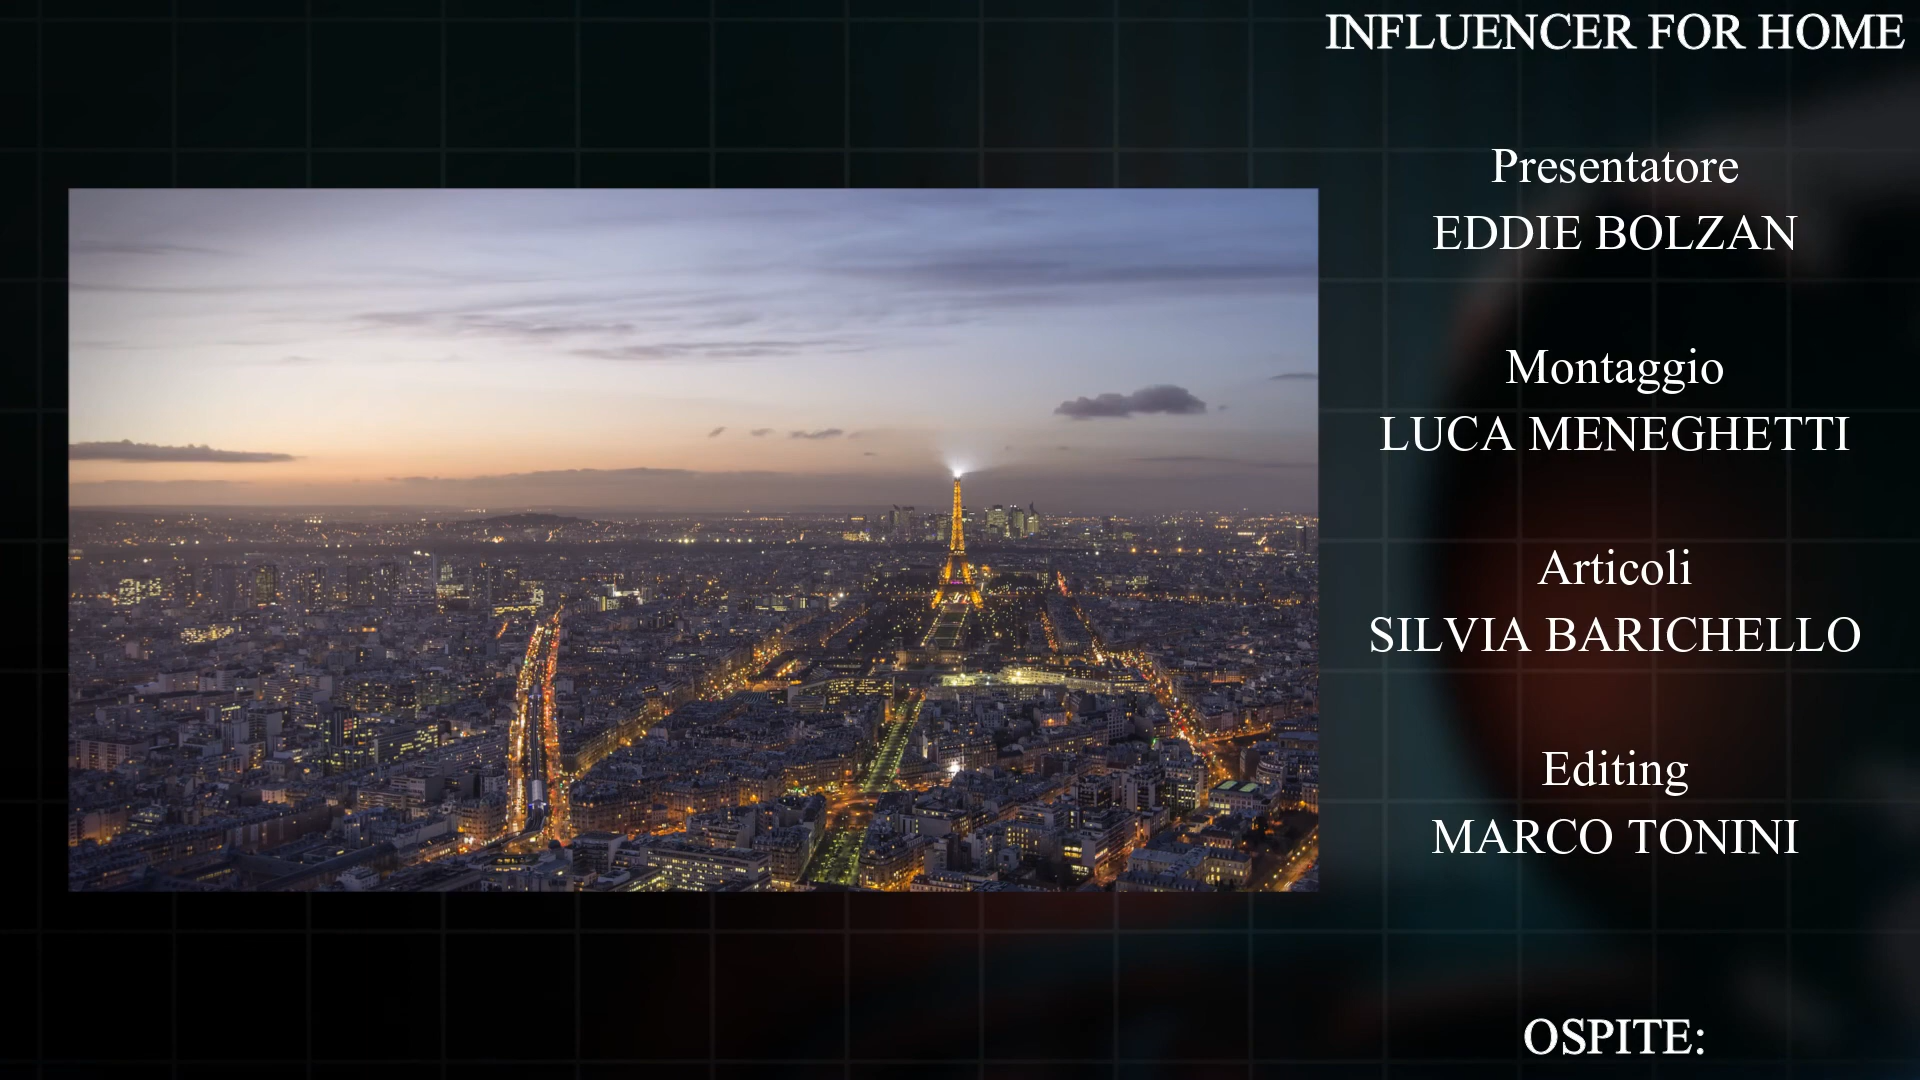 INFLUENCER FOR HOME
Presentatore
EDDIE BOLZAN
Montaggio
LUCA MENEGHETTI
Articoli
SILVIA BARICHELLO
Editing
MARCO TONINI
OSPITE: